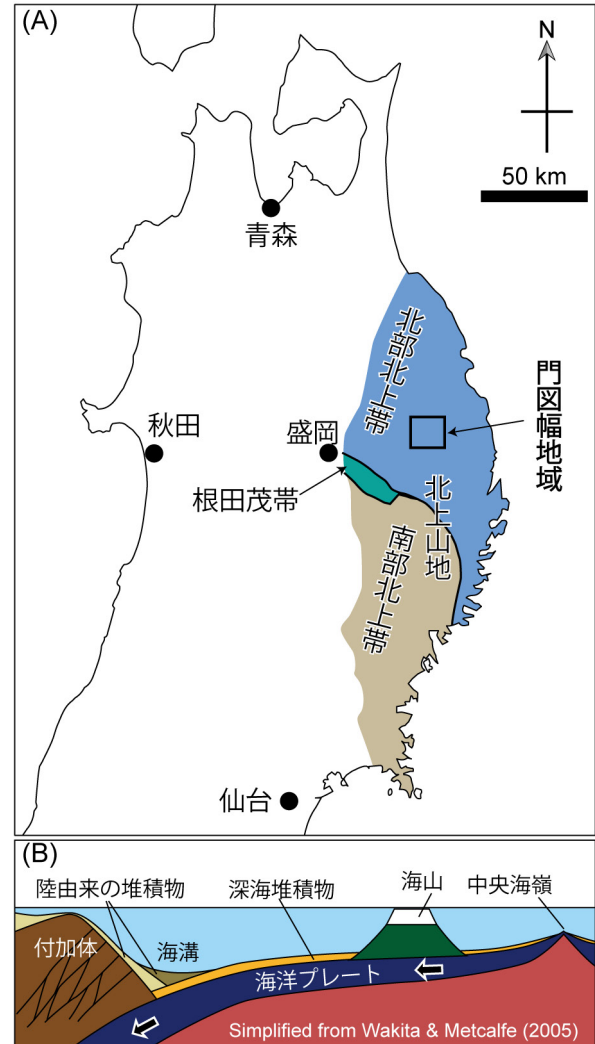 (A)
N
50 km
青森
北部北上帯
門図幅地域
秋田
盛岡
根田茂帯
北上山地
南部北上帯
仙台
(B)
陸由来の堆積物
深海堆積物
海山
中央海嶺
付加体
海溝
海洋プレート
Simplified from Wakita & Metcalfe (2005)